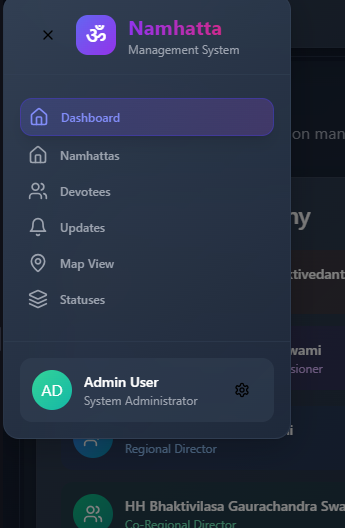 ॐ
Namhatta
Management System
on man
Dashboard
Namhattas
Devotees
Updates
Map View
Statuses
ny
ktivedant
wami
sioner
Admin User
System Administrator
AD
Regional Director
HH Bhaktivilasa Gaurachandra Swa
Co-Regional Director